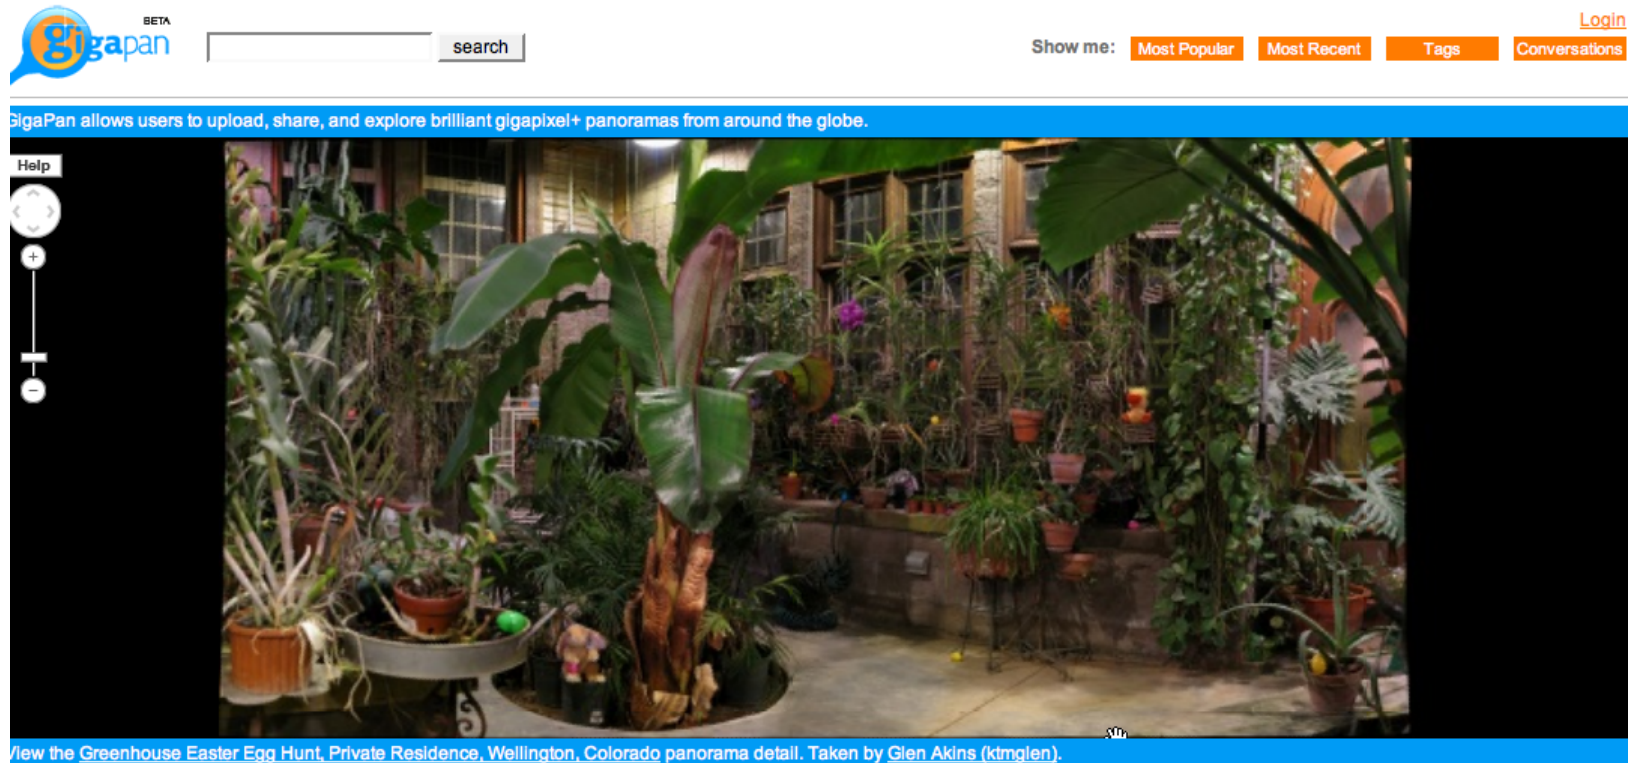 BETA
gigapan
search
Login
Show me: Most Popular Most Recent Tags Conversations
GigaPan allows users to upload, share, and explore brilliant gigapixel+ panoramas from around the globe.
Help
View the Greenhouse Easter Egg Hunt, Private Residence, Wellington, Colorado panorama detail. Taken by Glen Akins (ktmglen).